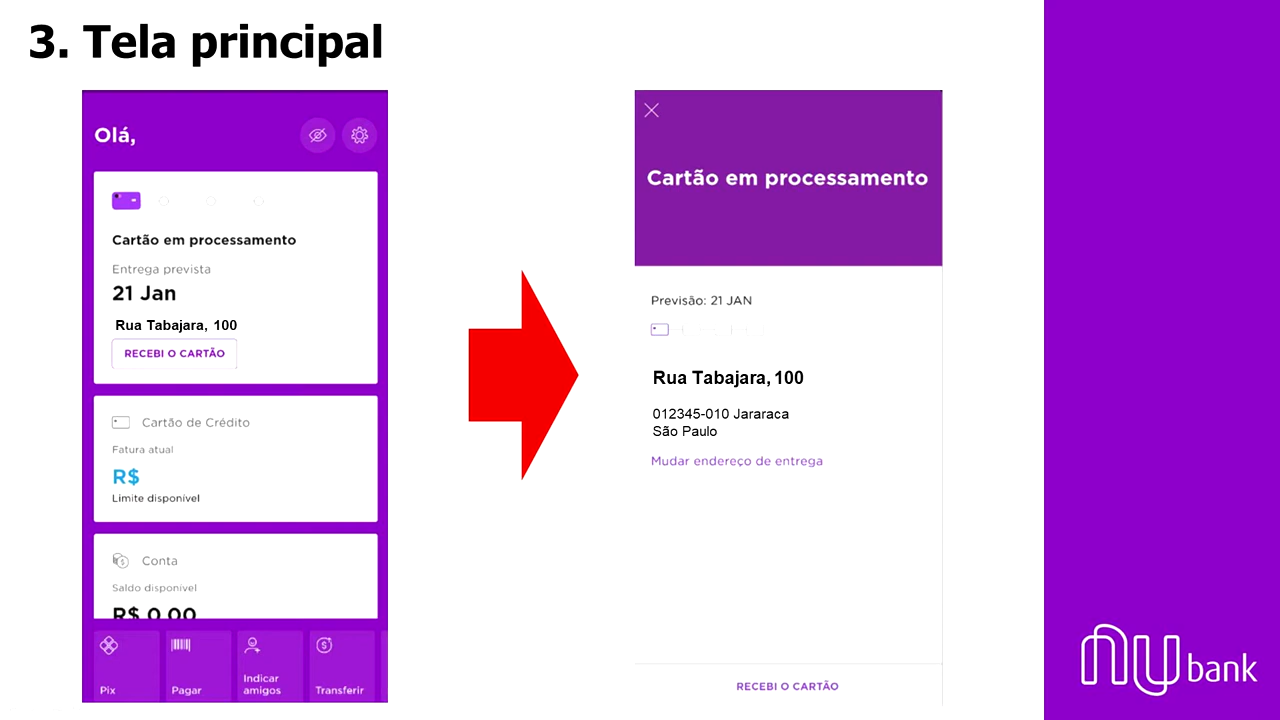 3. Tela principal
Olá,
Cartão em processamento
Entrega prevista
21 Jan
Rua Tabajara, 100
RECEBI O CARTÃO
Cartão de Crédito
Fatura atual
R$
Limite disponível
Conta
Saldo disponível
R$ 0,00
Pix
Pagar
Indicar
amigos
Transferir
Cartão em processamento
Previsão: 21 JAN
Rua Tabajara, 100
012345-010 Jararaca
São Paulo
Mudar endereço de entrega
RECEBI O CARTÃO
nubank